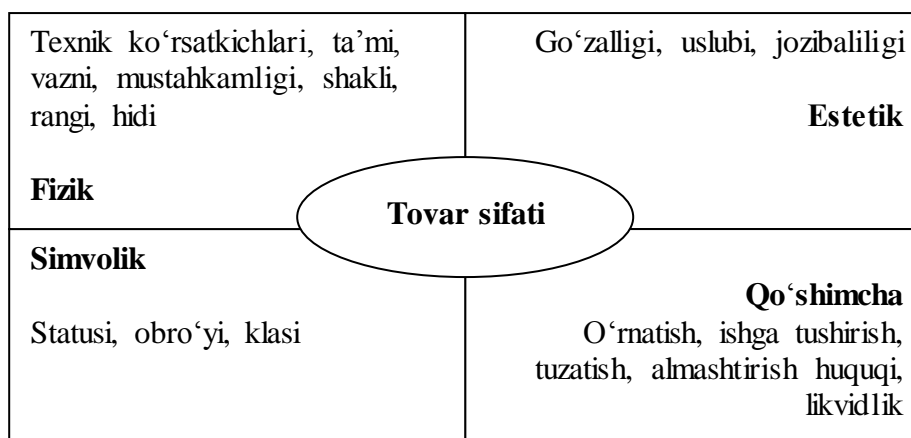 Texnik ko‘rsatkichlari, ta’mi,
vazni, mustahkamligi, shakli,
rangi, hidi
Fizik
Go‘zalligi, uslubi, jozibaliligi
Estetik
Tovar sifati
Simvolik
Statusi, obro‘yi, klasi
Qo‘shimcha
O‘rnatish, ishga tushirish,
tuzatish, almashtirish huquqi,
likvidlik